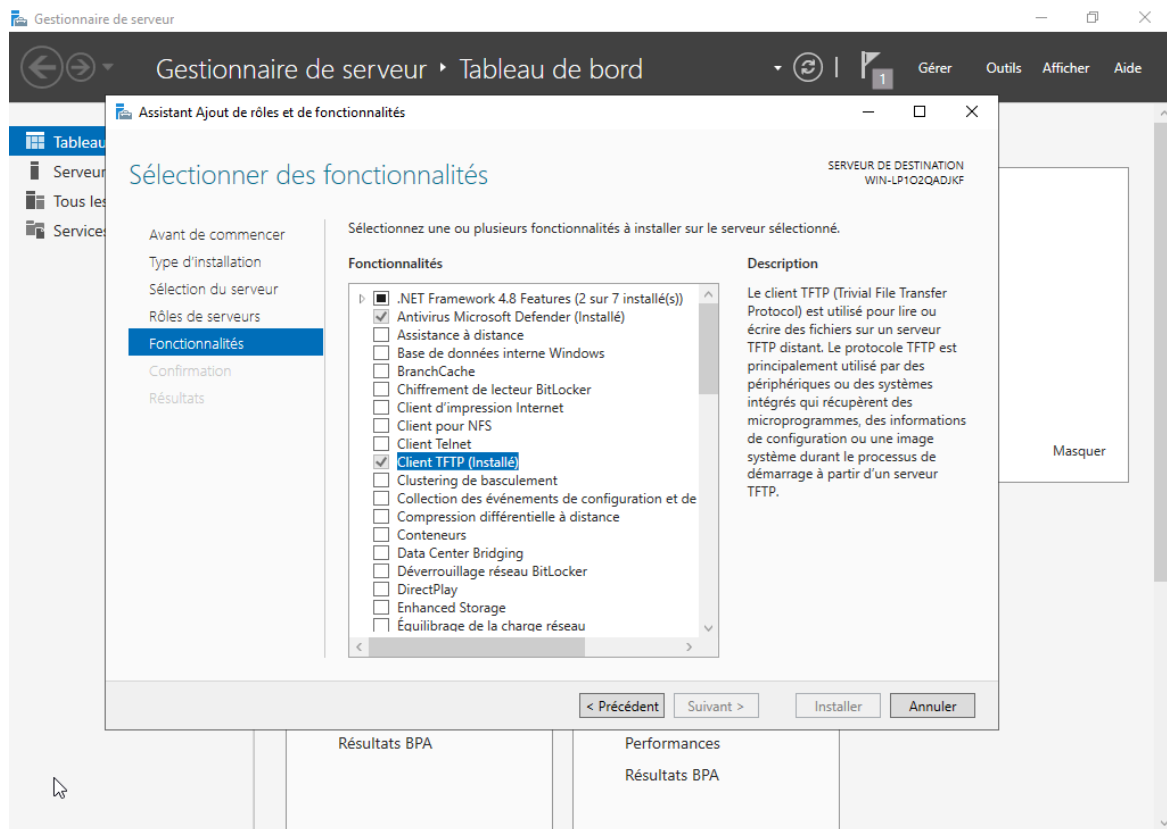 Gestionnaire de serveur
Gestionnaire de serveur ‣ Tableau de bord
1
Gérer
Outils
Afficher
Aide
Tableau
Serveur
Tous les
Services
Assistant Ajout de rôles et de fonctionnalités
Sélectionner des fonctionnalités
SERVEUR DE DESTINATION
WIN-LP1O2QADJKF
Avant de commencer
Type d'installation
Sélection du serveur
Rôles de serveurs
Fonctionnalités
Confirmation
Résultats
Sélectionnez une ou plusieurs fonctionnalités à installer sur le serveur sélectionné.
Fonctionnalités
.NET Framework 4.8 Features (2 sur 7 installé(s))
Antivirus Microsoft Defender (Installé)
Assistance à distance
Base de données interne Windows
BranchCache
Chiffrement de lecteur BitLocker
Client d'impression Internet
Client pour NFS
Client Telnet
Client TFTP (Installé)
Clustering de basculement
Collection des événements de configuration et de
Compression différentielle à distance
Conteneurs
Data Center Bridging
Déverrouillage réseau BitLocker
DirectPlay
Enhanced Storage
Équilibrage de la charge réseau
Description
Le client TFTP (Trivial File Transfer
Protocol) est utilisé pour lire ou
écrire des fichiers sur un serveur
TFTP distant. Le protocole TFTP est
principalement utilisé par des
périphériques ou des systèmes
intégrés qui récupèrent des
microprogrammes, des informations
de configuration ou une image
système durant le processus de
démarrage à partir d'un serveur
TFTP.
Masquer
< Précédent
Suivant >
Installer
Annuler
Résultats BPA
Performances
Résultats BPA